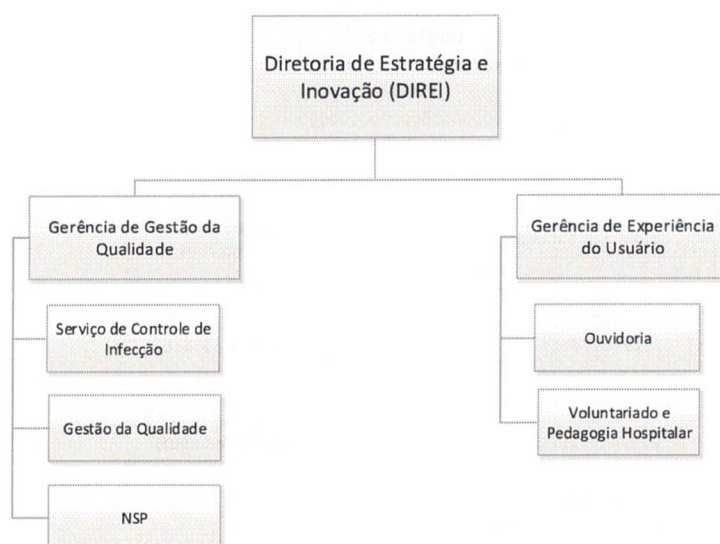 Diretoria de Estratégia e
Inovação (DIREI)
Gerência de Gestão da
Qualidade
Serviço de Controle de
Infecção
Gestão da Qualidade
NSP
Gerência de Experiência
do Usuário
Ouvidoria
Voluntariado e
Pedagogia Hospitalar